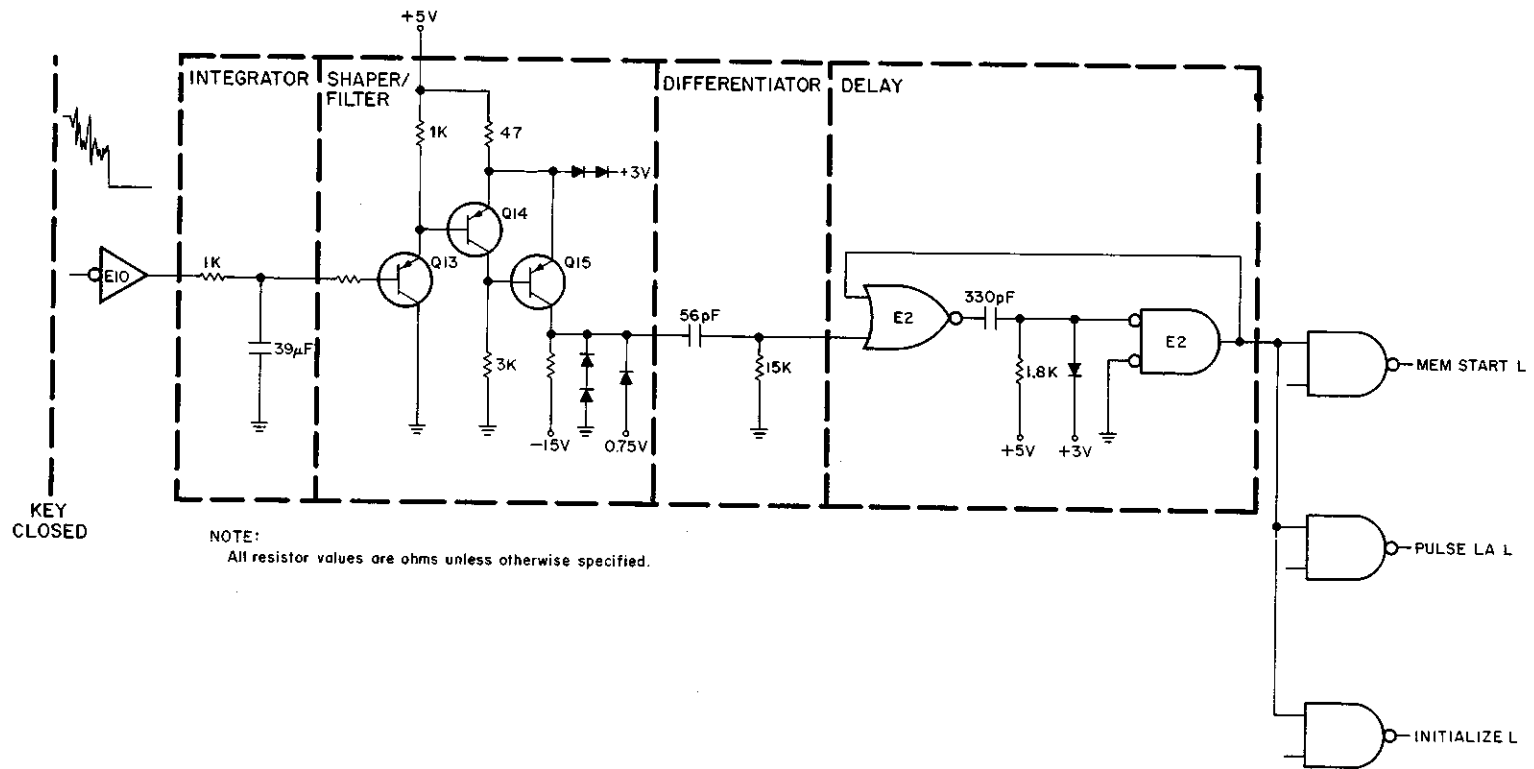 +5V
INTEGRATOR
SHAPER/
FILTER
DIFFERENTIATOR
DELAY
1K
47
+3V
Q14
Q13
Q15
E10
1K
39µF
3K
-15V
0.75V
56pF
15K
E2
330pF
1.8K
+5V
+3V
E2
MEM START L
PULSE LA L
INITIALIZE L
KEY
CLOSED
NOTE:
All resistor values are ohms unless otherwise specified.